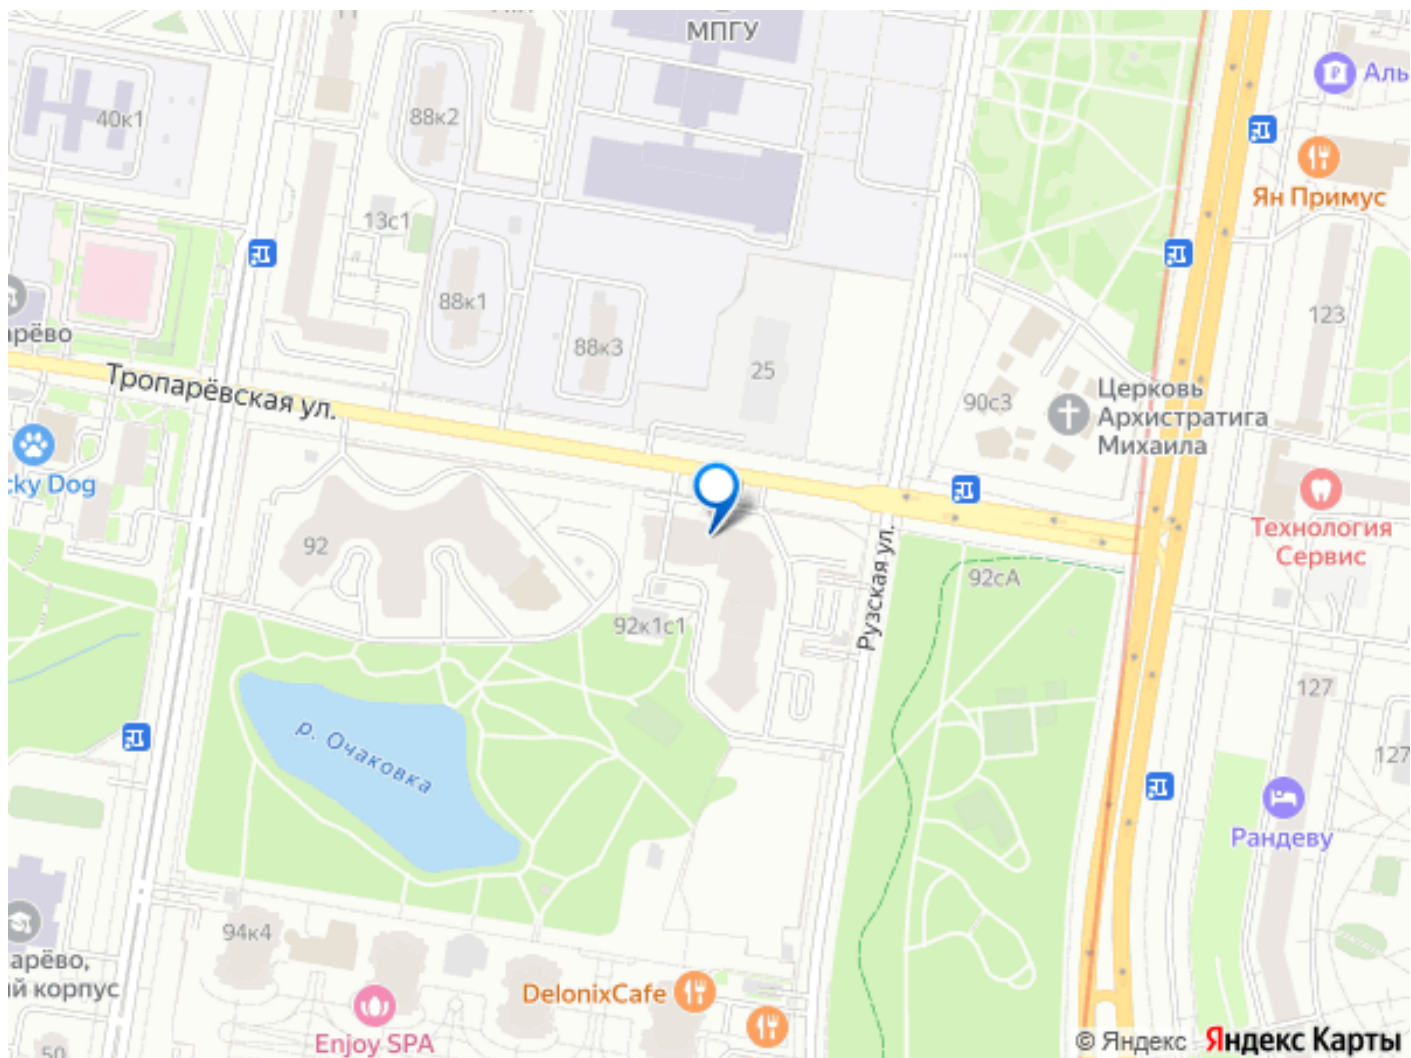 МПГУ
Аль
40к1
88к2
Ян Примус
13с1
88к1
123
арёво
88к3
25
Тропарёвская ул.
90с3
Церковь
Архистратига
Михаила
cky Dog
92
Технология
Сервис
Рузская ул.
92сА
92к1с1
127
р. Очаковка
127
Рандеву
94к4
арёво,
й корпус
DelonixCafe
Enjoy SPA
50
© Яндекс Яндекс Карты